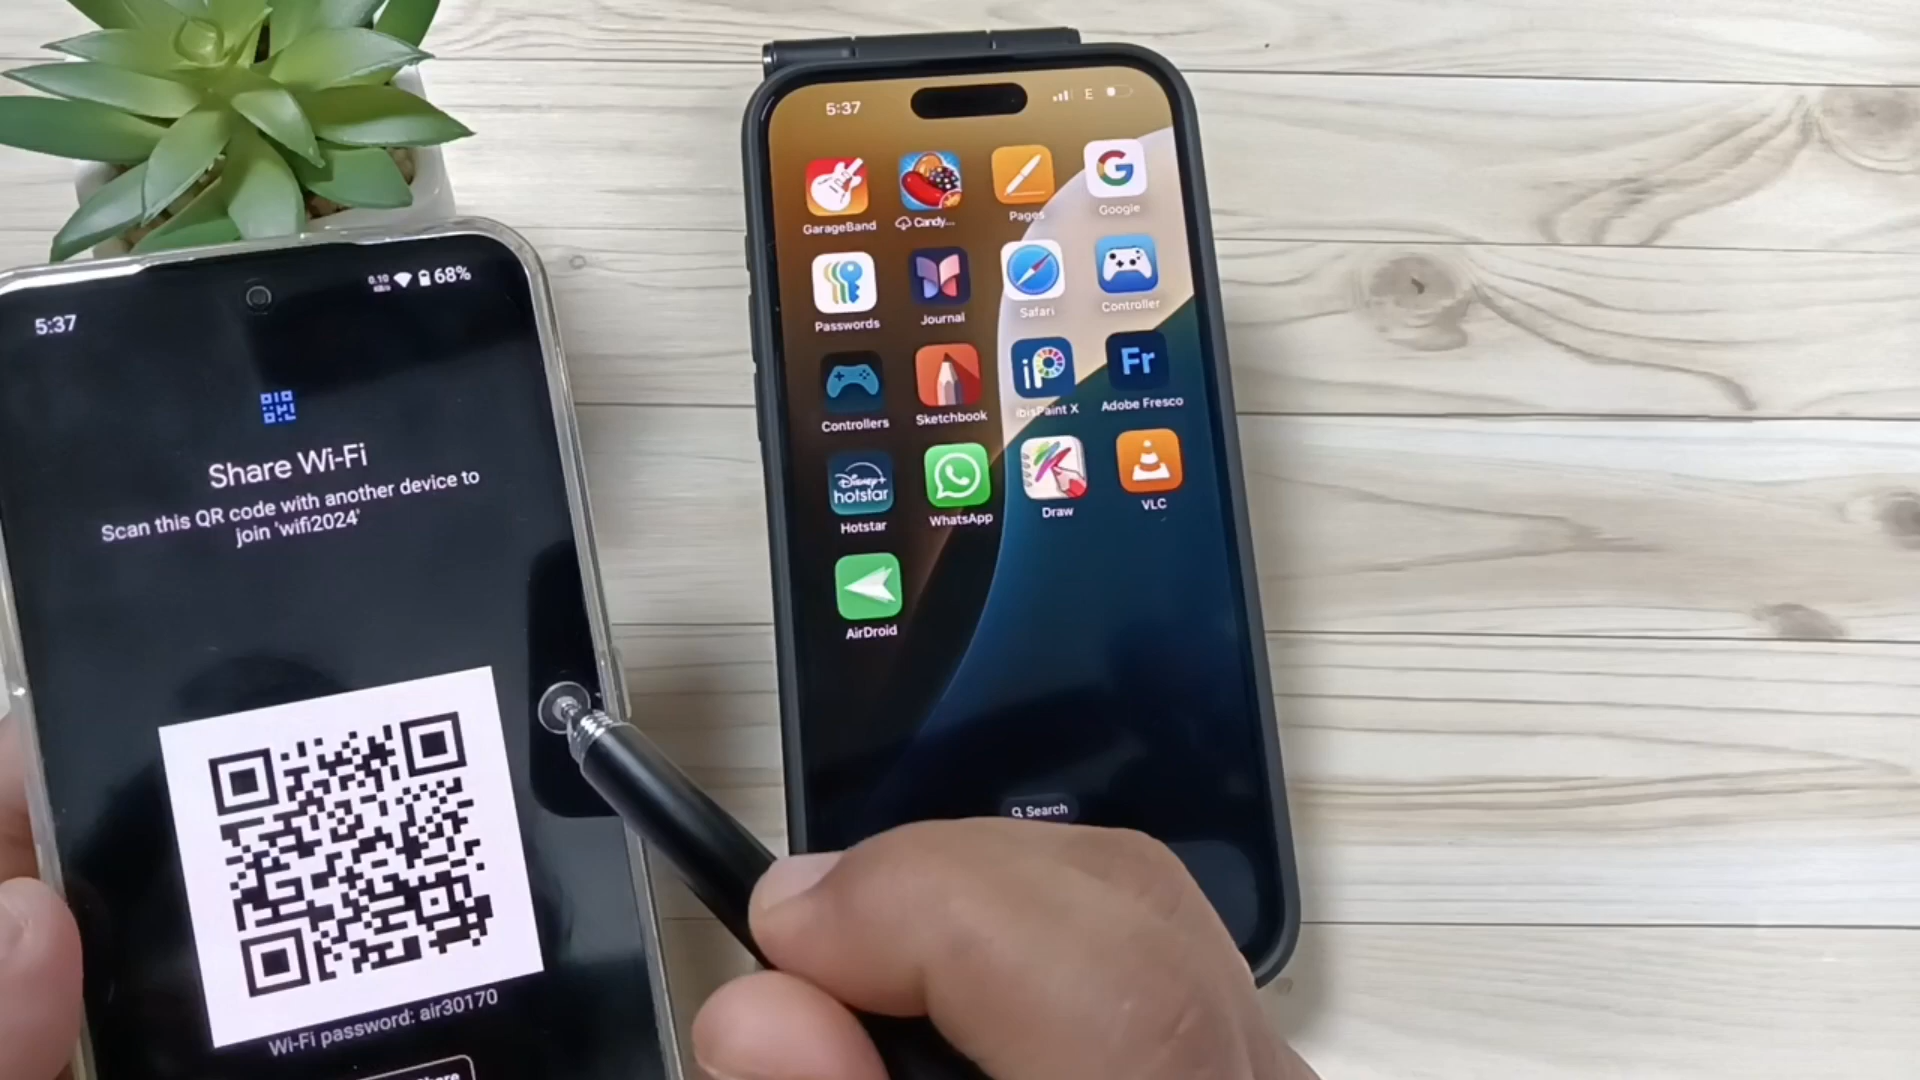 5:37
68%
Share Wi-Fi
Scan this QR code with another device to
join 'wifi2024'
Wi-Fi password: air30170
5:37
E
GarageBand
Candy...
Pages
G
Google
Passwords
Journal
Safari
Controller
Controllers
Sketchbook
iP
ibisPaint X
Fr
Adobe Fresco
Disney+
hotstar
Hotstar
WhatsApp
Draw
VLC
AirDroid
Search